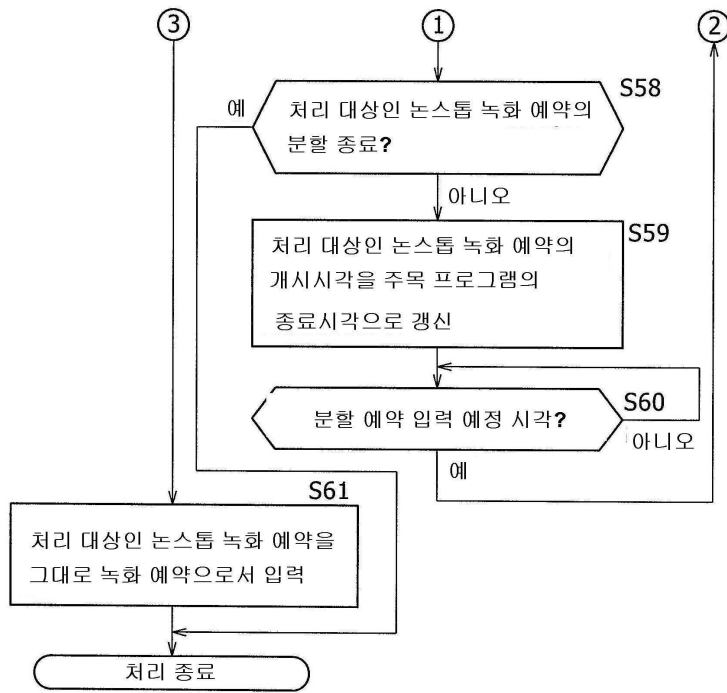 ③
①
②
S58
예
처리 대상인 논스톱 녹화 예약의
분할 종료?
아니오
S59
처리 대상인 논스톱 녹화 예약의
개시시각을 주목 프로그램의
종료시각으로 갱신
S60
분할 예약 입력 예정 시각?
아니오
예
S61
처리 대상인 논스톱 녹화 예약을
그대로 녹화 예약으로서 입력
처리 종료